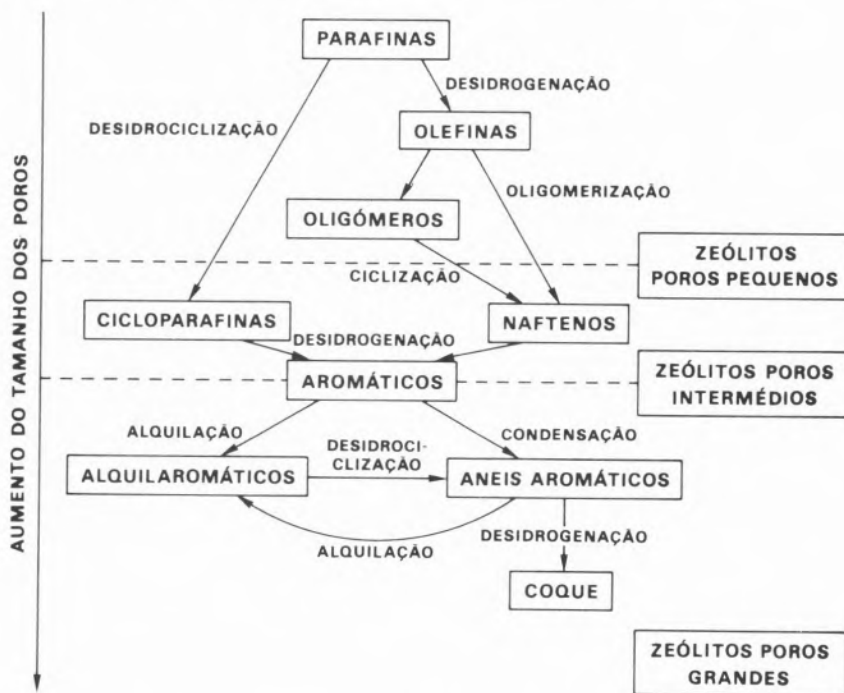 PARAFINAS
DESIDROGENAÇÃO
DESIDROCICLIZAÇÃO
OLEFINAS
OLIGOMERIZAÇÃO
OLIGÓMEROS
ZEÓLITOS
POROS PEQUENOS
CICLIZAÇÃO
CICLOPARAFINAS
NAFTENOS
DESIDROGENAÇÃO
AROMÁTICOS
ZEÓLITOS POROS
INTERMÉDIOS
ALQUILAÇÃO
DESIDROCI-
CLIZAÇÃO
CONDENSAÇÃO
ALQUILAROMÁTICOS
ANEIS AROMÁTICOS
ALQUILAÇÃO
DESIDROGENAÇÃO
COQUE
ZEÓLITOS POROS
GRANDES
AUMENTO DO TAMANHO DOS POROS